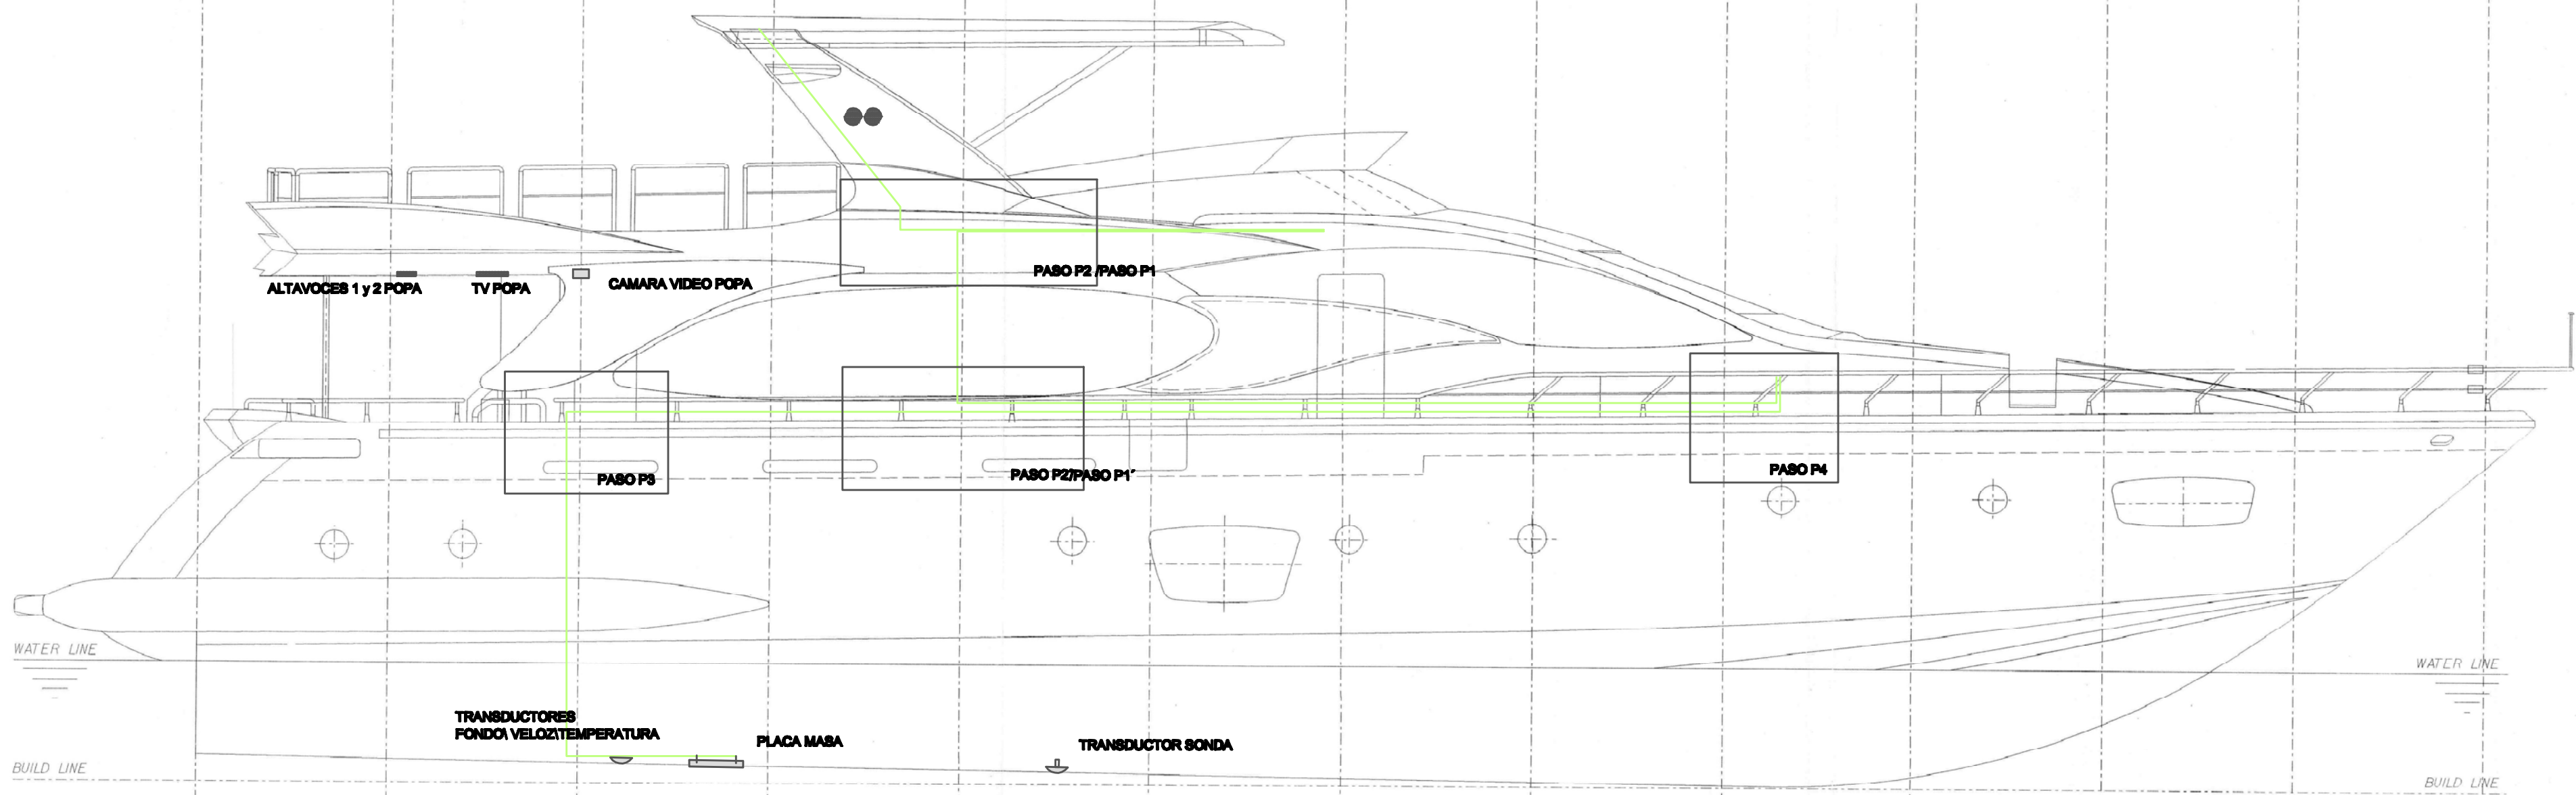 PASO P2 /PASO P1
ALTAVOCES 1 y 2 POPA
TV POPA
CAMARA VIDEO POPA
PASO P3
PASO P2'/PASO P1'
PASO P4
WATER LINE
WATER LINE
TRANSDUCTORES
FONDO\ VELOZ\TEMPERATURA
PLACA MASA
TRANSDUCTOR SONDA
BUILD LINE
BUILD LINE